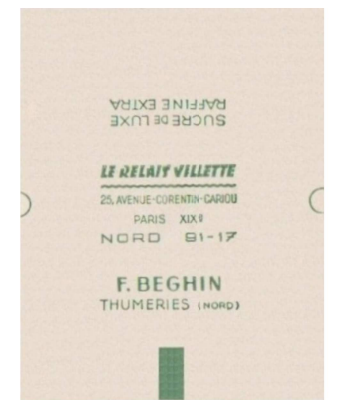 SUCRE DE LUXE
RAFFINE EXTRA
LE RELAIS VILLETTE
25, AVENUE-CORENTIN-CARIOU
PARIS XIXe
NORD 81-17
F. BEGHIN
THUMERIES (NORD)